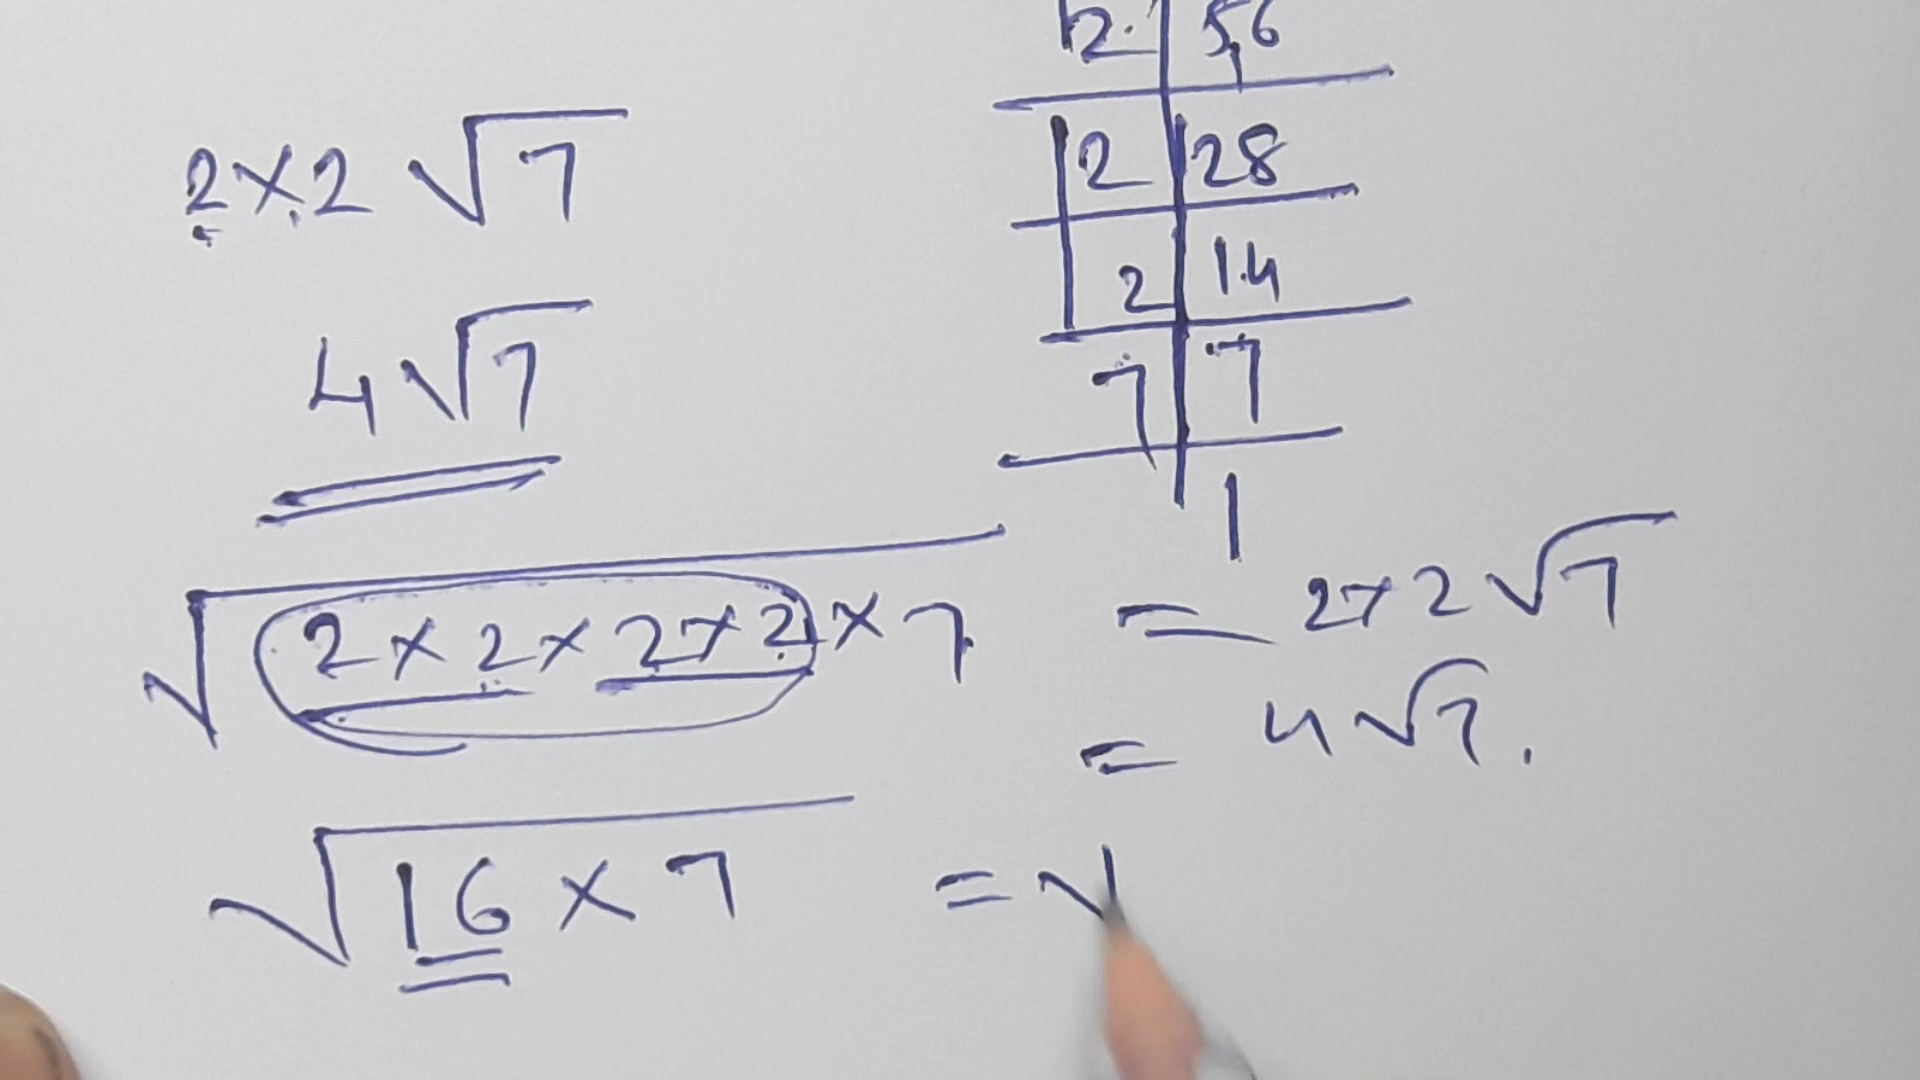 2 | 56
2 | 28
2×2√7
2 | 14
4√7
7 | 7
1
√2×2×2×2×7 = 2×2√7
= 4√7.
√16×7 = √